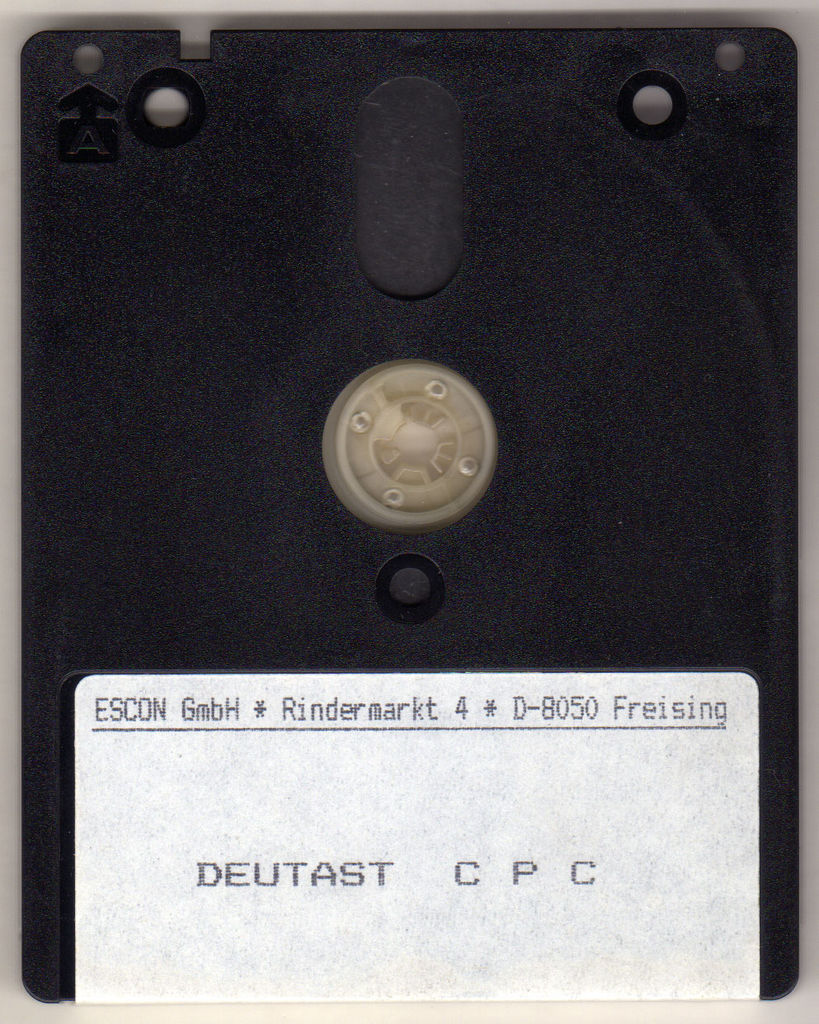 A
ESCON GmbH * Rindermarkt 4 * D-8050 Freising
DEUTAST C P C